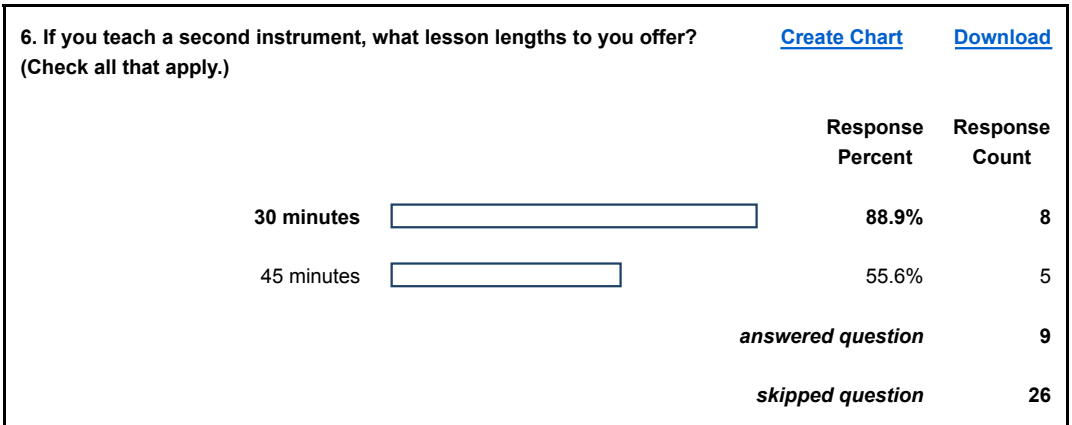 6. If you teach a second instrument, what lesson lengths to you offer? Create Chart Download
(Check all that apply.)
Response Response
Percent Count
30 minutes 88.9% 8
45 minutes 55.6% 5
answered question 9
skipped question 26